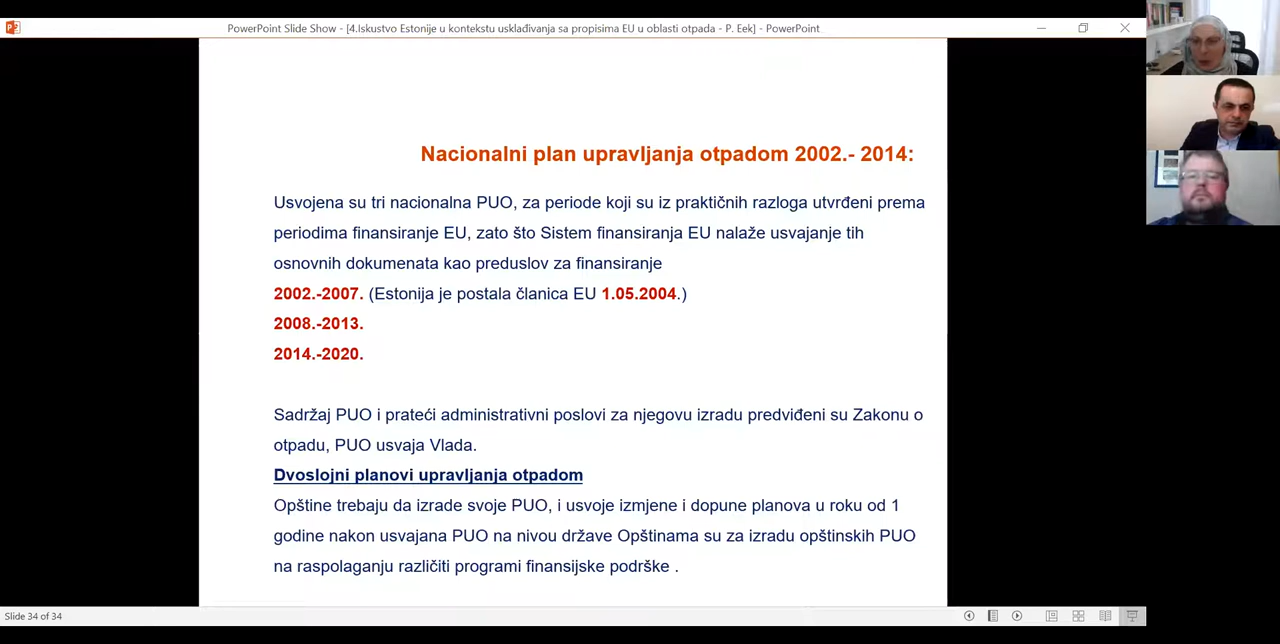 PowerPoint Slide Show - [4.Iskustvo Estonije u kontekstu usklađivanja sa propisima EU u oblasti otpada - P. Eek] - PowerPoint
Nacionalni plan upravljanja otpadom 2002.- 2014:
Usvojena su tri nacionalna PUO, za periode koji su iz praktičnih razloga utvrđeni prema
periodima finansiranje EU, zato što Sistem finansiranja EU nalaže usvajanje tih
osnovnih dokumenata kao preduslov za finansiranje
2002.-2007. (Estonija je postala članica EU 1.05.2004.)
2008.-2013.
2014.-2020.
Sadržaj PUO i prateći administrativni poslovi za njegovu izradu predviđeni su Zakonu o
otpadu, PUO usvaja Vlada.
Dvoslojni planovi upravljanja otpadom
Opštine trebaju da izrade svoje PUO, i usvoje izmjene i dopune planova u roku od 1
godine nakon usvajana PUO na nivou države Opštinama su za izradu opštinskih PUO
na raspolaganju različiti programi finansijske podrške .
Slide 34 of 34